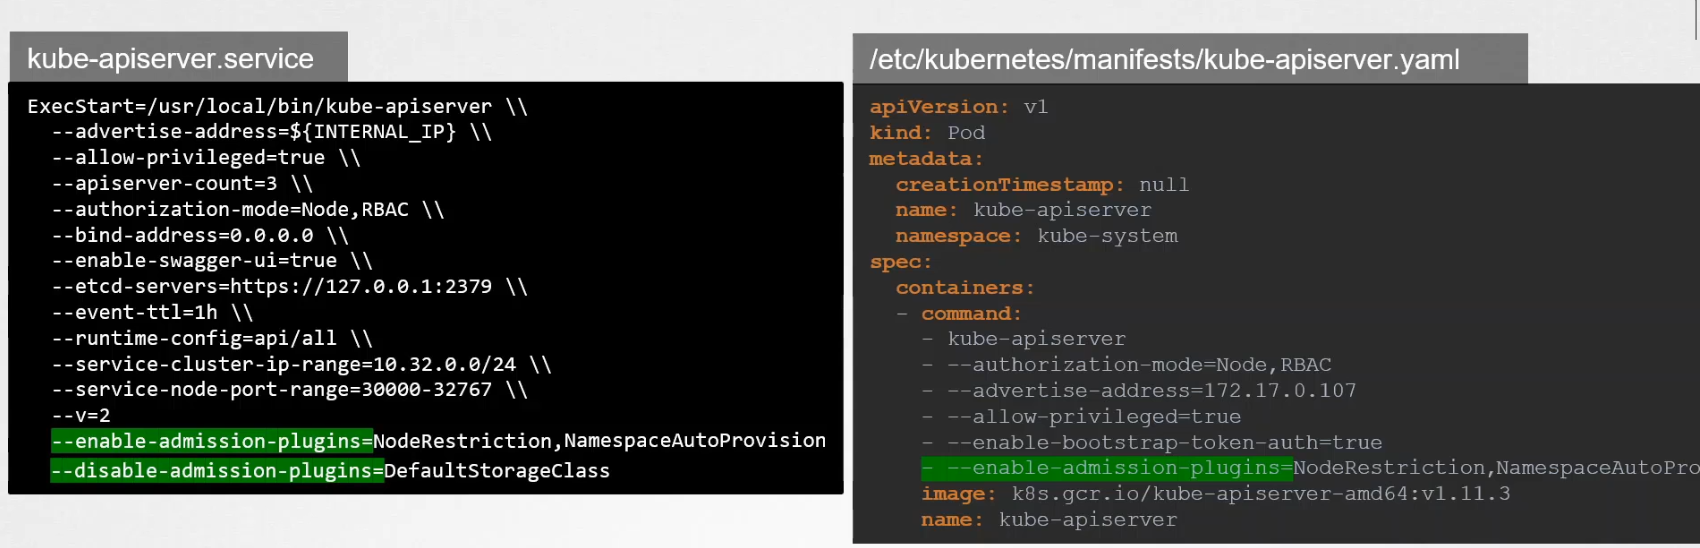 kube-apiserver.service
ExecStart=/usr/local/bin/kube-apiserver \\
--advertise-address=${INTERNAL_IP} \\
--allow-privileged=true \\
--apiserver-count=3 \\
--authorization-mode=Node,RBAC \\
--bind-address=0.0.0.0 \\
--enable-swagger-ui=true \\
--etcd-servers=https://127.0.0.1:2379 \\
--event-ttl=1h \\
--runtime-config=api/all \\
--service-cluster-ip-range=10.32.0.0/24 \\
--service-node-port-range=30000-32767 \\
--v=2
--enable-admission-plugins=NodeRestriction,NamespaceAutoProvision
--disable-admission-plugins=DefaultStorageClass
/etc/kubernetes/manifests/kube-apiserver.yaml
apiVersion: v1
kind: Pod
metadata:
creationTimestamp: null
name: kube-apiserver
namespace: kube-system
spec:
containers:
- command:
- kube-apiserver
- --authorization-mode=Node,RBAC
- --advertise-address=172.17.0.107
- --allow-privileged=true
- --enable-bootstrap-token-auth=true
- --enable-admission-plugins=NodeRestriction,NamespaceAutoPro
image: k8s.gcr.io/kube-apiserver-amd64:v1.11.3
name: kube-apiserver